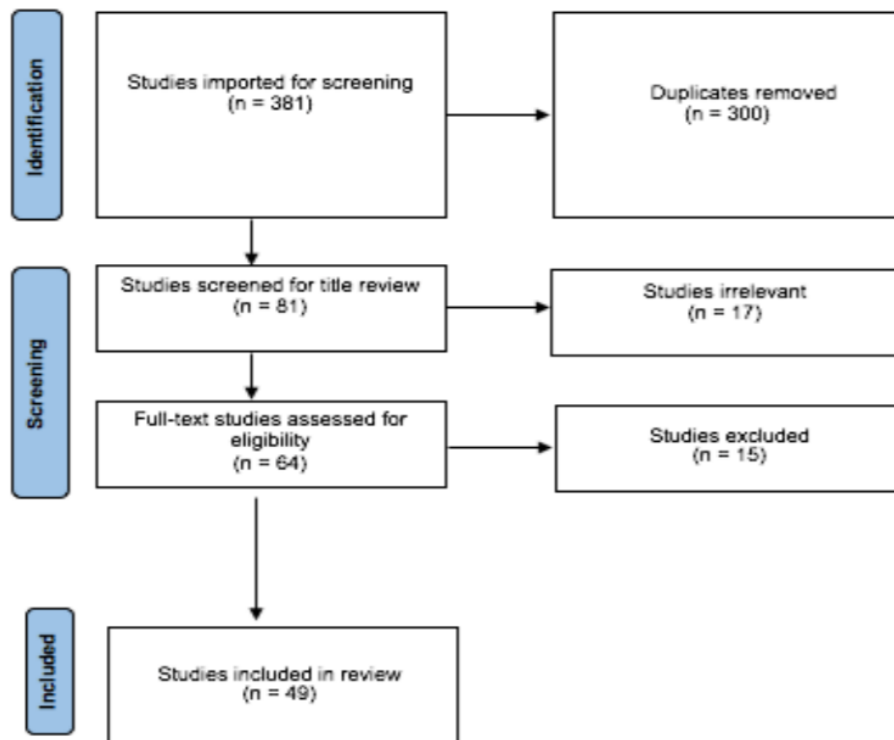 Identification
Studies imported for screening
(n = 381)
Duplicates removed
(n = 300)
Screening
Studies screened for title review
(n = 81)
Studies irrelevant
(n = 17)
Full-text studies assessed for
eligibility
(n = 64)
Studies excluded
(n = 15)
Included
Studies included in review
(n = 49)